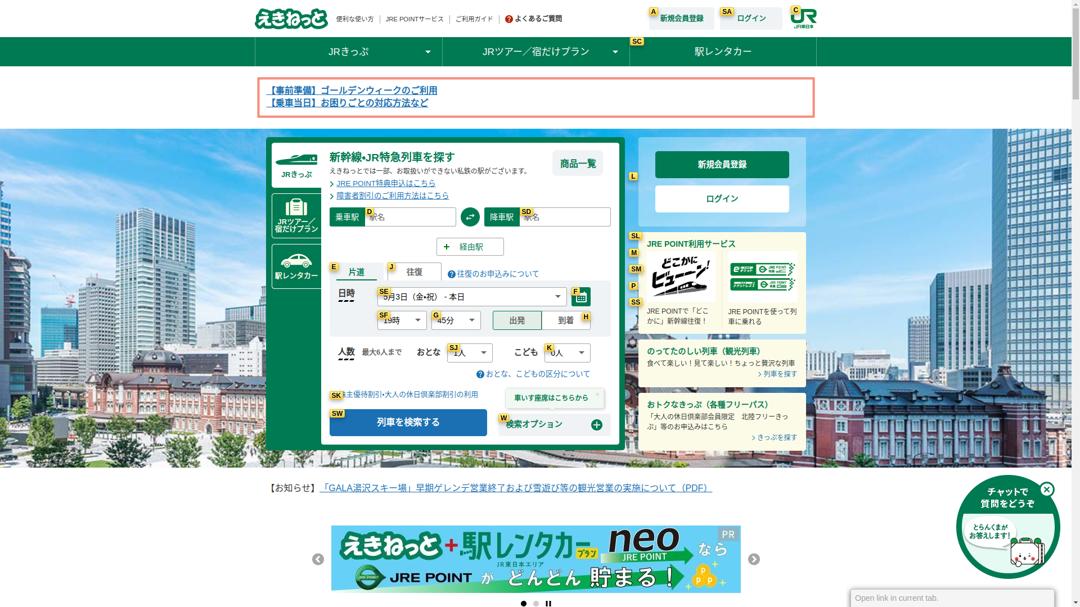 えきねっと
便利な使い方
JRE POINTサービス
ご利用ガイド
よくあるご質問
A
新規会員登録
SA
ログイン
C
JR
JR東日本
JRきっぷ
JRツアー／宿だけプラン
SC
駅レンタカー
【事前準備】ゴールデンウィークのご利用
【乗車当日】お困りごとの対応方法など
JRきっぷ
JRツアー／
宿だけプラン
駅レンタカー
新幹線•JR特急列車を探す
えきねっとでは一部、お取扱いができない私鉄の駅がございます。
商品一覧
JRE POINT特典申込はこちら
障害者割引のご利用方法はこちら
乗車駅
D
駅名
降車駅
SD
駅名
経由駅
E
片道
J
往復
往復のお申込みについて
日時
SE
5月3日（金•祝） - 本日
F
SF
19時
G
45分
出発
到着
H
人数
最大6人まで
おとな
SJ
1人
こども
K
0人
おとな、こどもの区分について
SK
株主優待割引•大人の休日倶楽部割引の利用
車いす座席はこちらから
SW
列車を検索する
W
検索オプション
新規会員登録
L
ログイン
SL
M
SM
P
SS
JRE POINT利用サービス
どこかに
ビューーン!
JRE POINTで「どこかに」新幹線往復！
JRE POINTを使って列車に乗れる
のってたのしい列車（観光列車）
食べて楽しい！見て楽しい！ちょっと贅沢な列車
列車を探す
おトクなきっぷ（各種フリーパス）
「大人の休日倶楽部会員限定　北陸フリーきっぷ」等のお申込みはこちら
きっぷを探す
【お知らせ】「GALA湯沢スキー場」早期ゲレンデ営業終了および雪遊び等の観光営業の実施について（PDF）
チャットで
質問をどうぞ
とらんくまが
お答えします!
えきねっと+駅レンタカープラン neo なら
JR東日本エリア
JRE POINT
PR
JRE POINT が どんどん 貯まる！
P
P P
Open link in current tab.